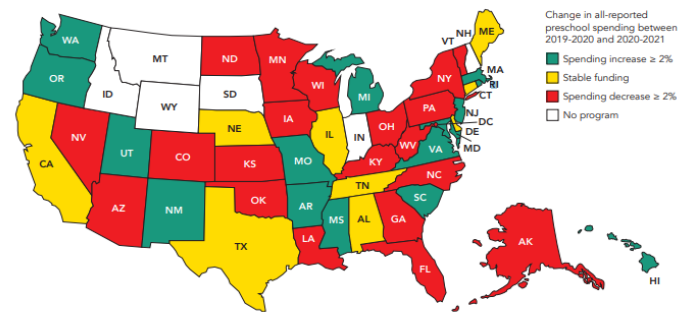 Change in all-reported
preschool spending between
2019-2020 and 2020-2021
Spending increase ≥ 2%
Stable funding
Spending decrease ≥ 2%
No program
WA
MT
ND
MN
VT
NH
ME
OR
ID
SD
WI
MI
NY
MA
RI
CT
WY
IA
PA
NJ
NE
IL
IN
OH
DC
DE
MD
NV
UT
CO
KS
MO
KY
WV
VA
CA
AZ
NM
OK
AR
TN
NC
SC
TX
LA
MS
AL
GA
FL
AK
HI